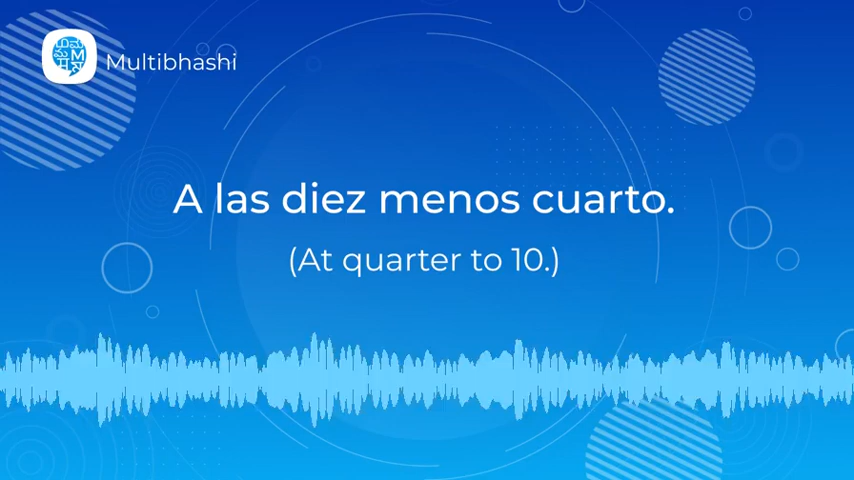 Multibhashi
A las diez menos cuarto.
(At quarter to 10.)